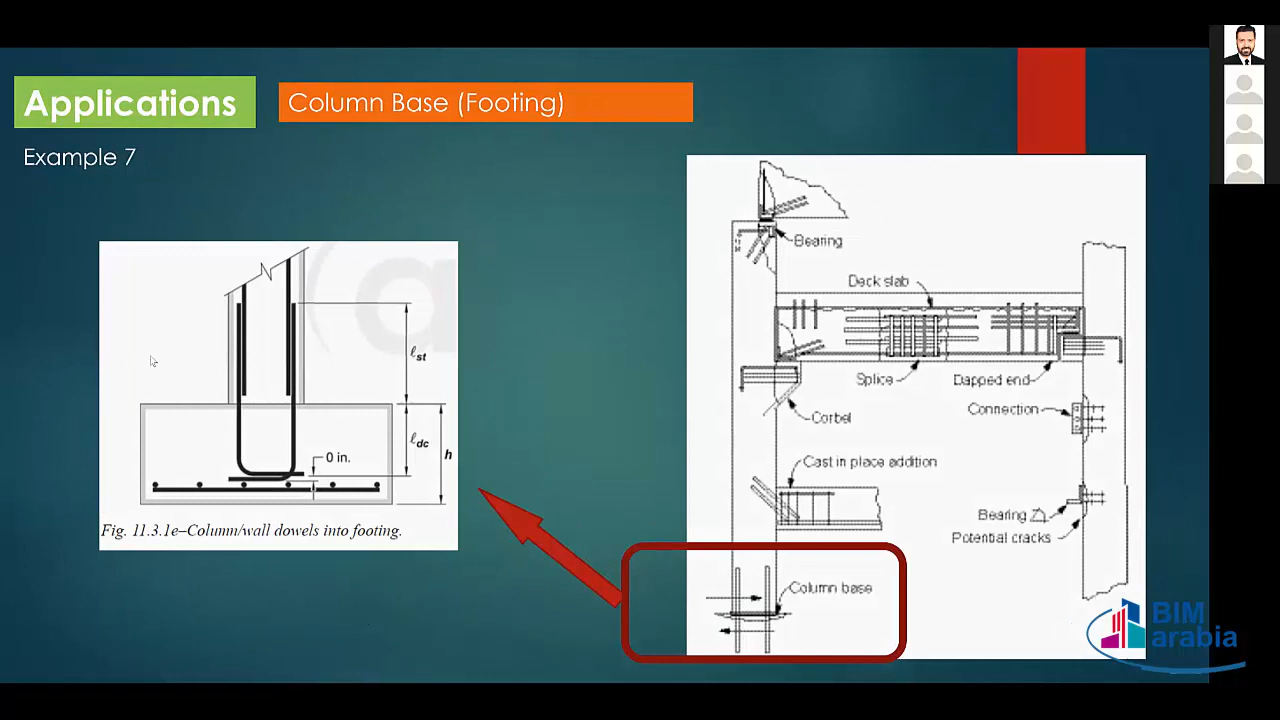 Applications
Column Base (Footing)
Example 7
ℓst
ℓdc
h
0 in.
Fig. 11.3.1e–Column/wall dowels into footing.
Bearing
Deck slab
Splice
Dapped end
Corbel
Connection
Cast in place addition
Bearing
Potential cracks
Column base
BIM
arabia